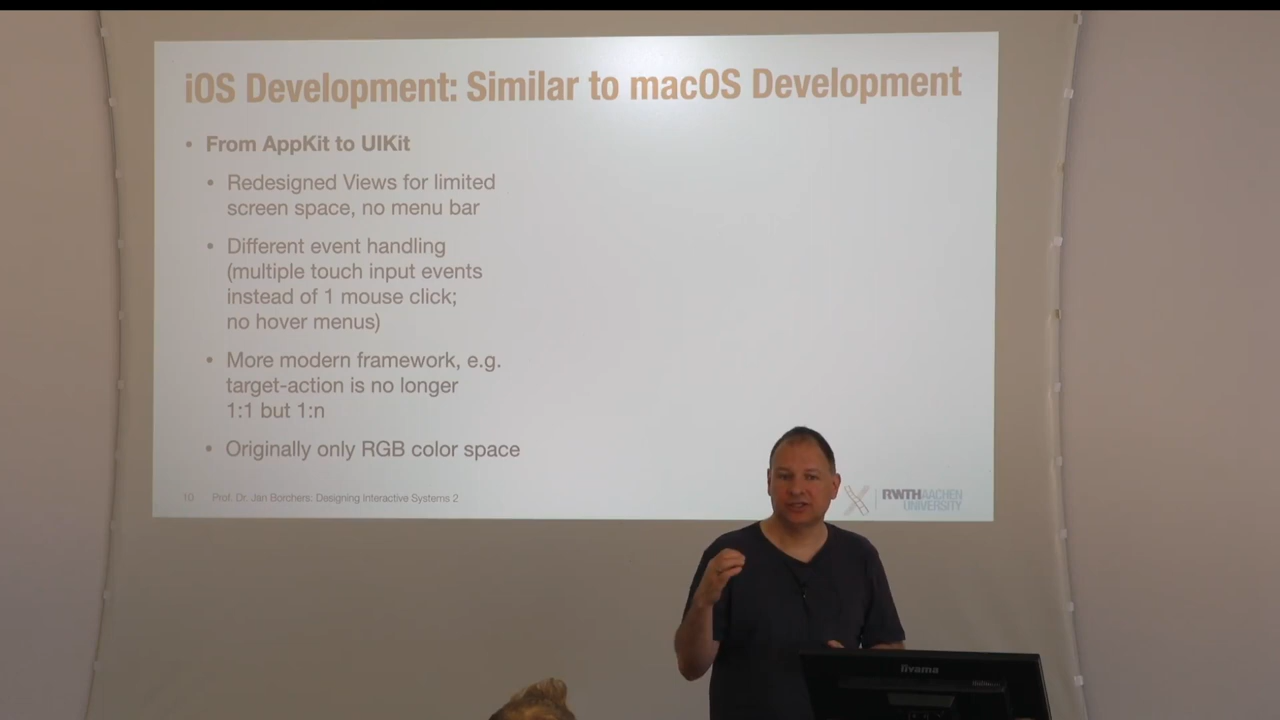 iOS Development: Similar to macOS Development
• From AppKit to UIKit
• Redesigned Views for limited
screen space, no menu bar
• Different event handling
(multiple touch input events
instead of 1 mouse click;
no hover menus)
• More modern framework, e.g.
target-action is no longer
1:1 but 1:n
• Originally only RGB color space
10 Prof. Dr. Jan Borchers: Designing Interactive Systems 2
RWTHAACHEN
UNIVERSITY
iiyama